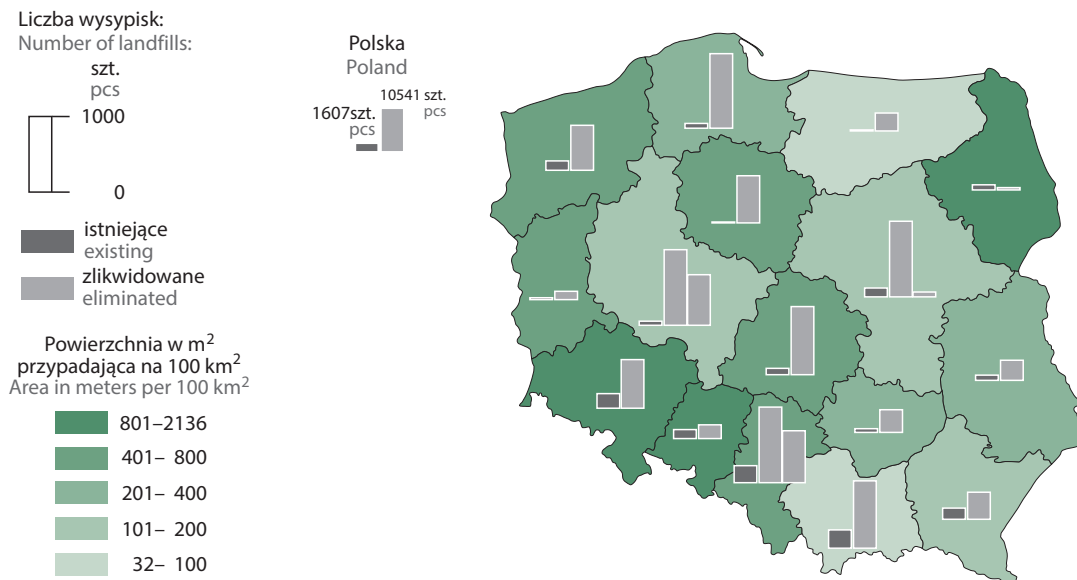 Liczba wysypisk:
Number of landfills:
szt.
pcs
1000
0
istniejące
existing
zlikwidowane
eliminated
Polska
Poland
1607szt.
pcs
10541 szt.
pcs
Powierzchnia w m²
przypadająca na 100 km²
Area in meters per 100 km²
801–2136
401– 800
201– 400
101– 200
32– 100